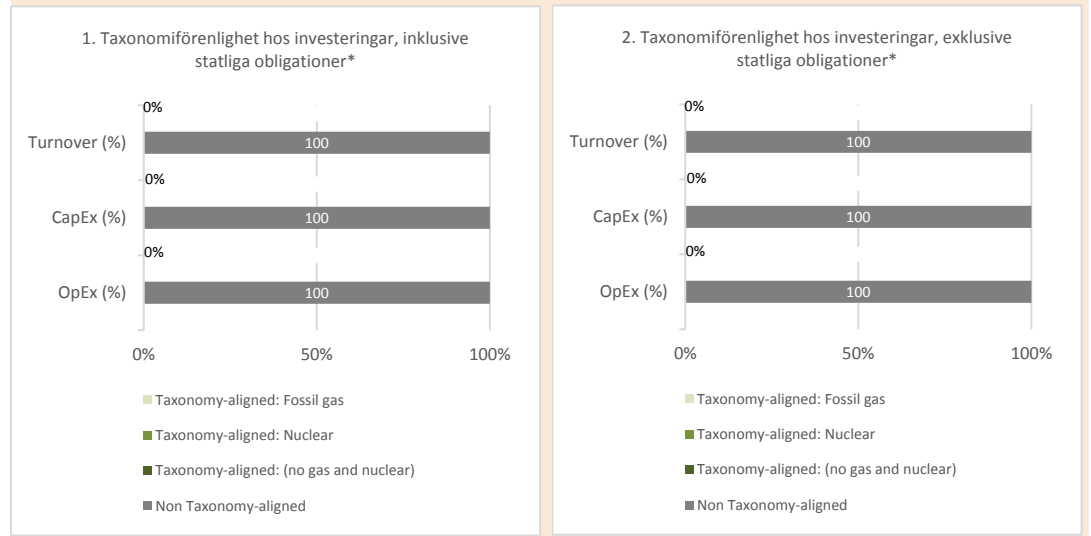 1. Taxonomiförenlighet hos investeringar, inklusive
statliga obligationer*
0%
Turnover (%)
100
0%
CapEx (%)
100
0%
OpEx (%)
100
0%
50%
100%
Taxonomy-aligned: Fossil gas
Taxonomy-aligned: Nuclear
Taxonomy-aligned: (no gas and nuclear)
Non Taxonomy-aligned
2. Taxonomiförenlighet hos investeringar, exklusive
statliga obligationer*
0%
Turnover (%)
100
0%
CapEx (%)
100
0%
OpEx (%)
100
0%
50%
100%
Taxonomy-aligned: Fossil gas
Taxonomy-aligned: Nuclear
Taxonomy-aligned: (no gas and nuclear)
Non Taxonomy-aligned